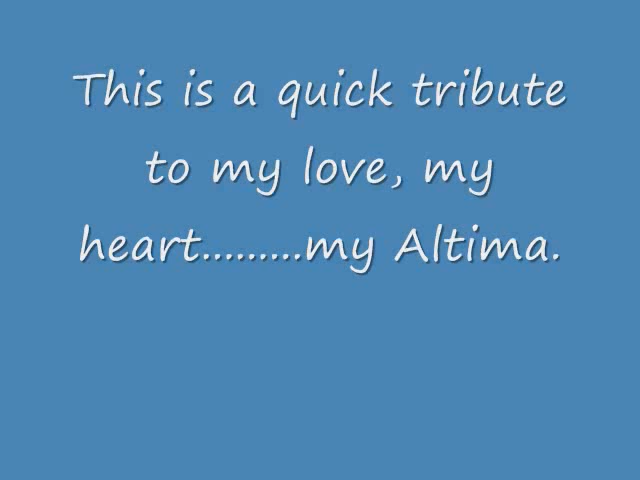 This is a quick tribute
to my love, my
heart.........my Altima.